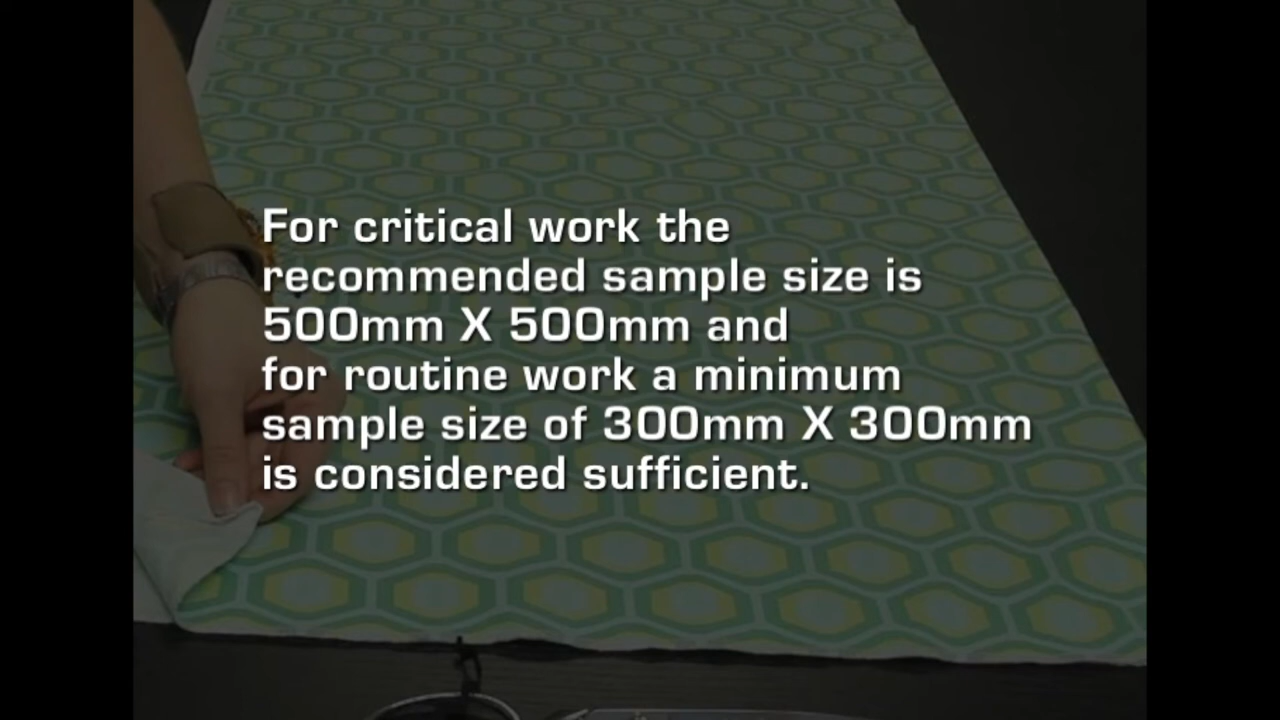 For critical work the
recommended sample size is
500mm X 500mm and
for routine work a minimum
sample size of 300mm X 300mm
is considered sufficient.